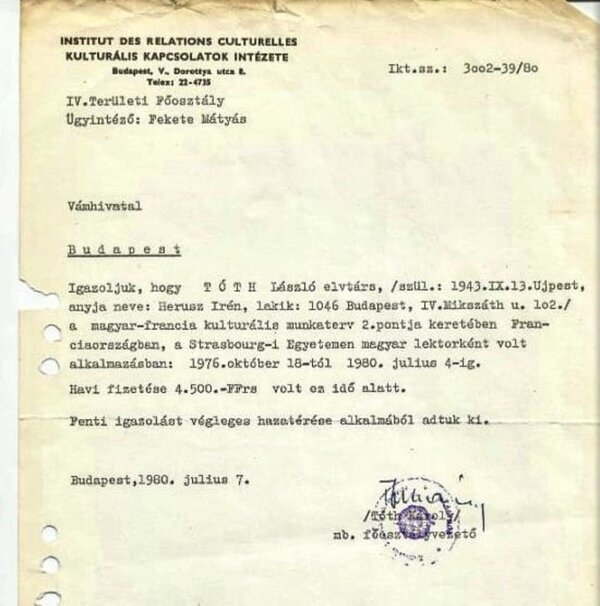 INSTITUT DES RELATIONS CULTURELLES
KULTURÁLIS KAPCSOLATOK INTÉZETE
Budapest, V., Dorottya utca 8.
Telex: 22-4735
Ikt.sz.: 3oo2-39/8o
IV.Területi Főosztály
Ügyintéző: Fekete Mátyás
Vámhivatal
B u d a p e s t
Igazoljuk, hogy T Ó T H László elvtárs, /szül.: 1943.IX.13.Ujpest,
anyja neve: Herusz Irén, lakik: 1046 Budapest, IV.Mikszáth u. 1o2./
a magyar-francia kulturális munkaterv 2.pontja keretében Fran-
ciaországban, a Strasbourg-i Egyetemen magyar lektorként volt
alkalmazásban: 1976.október 18-tól 1980. julius 4-ig.
Havi fizetése 4.500.-FFrs volt ez idő alatt.
Fenti igazolást végleges hazatérése alkalmából adtuk ki.
Budapest,1980. julius 7.
/Tóth Károly/
mb. főosztályvezető